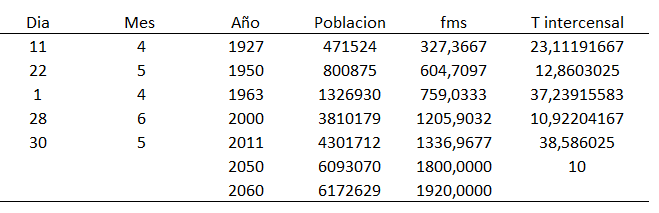 Dia Mes Año Poblacion fms T intercensal
11 4 1927 471524 327,3667 23,11191667
22 5 1950 800875 604,7097 12,8603025
1 4 1963 1326930 759,0333 37,23915583
28 6 2000 3810179 1205,9032 10,92204167
30 5 2011 4301712 1336,9677 38,586025
2050 6093070 1800,0000 10
2060 6172629 1920,0000